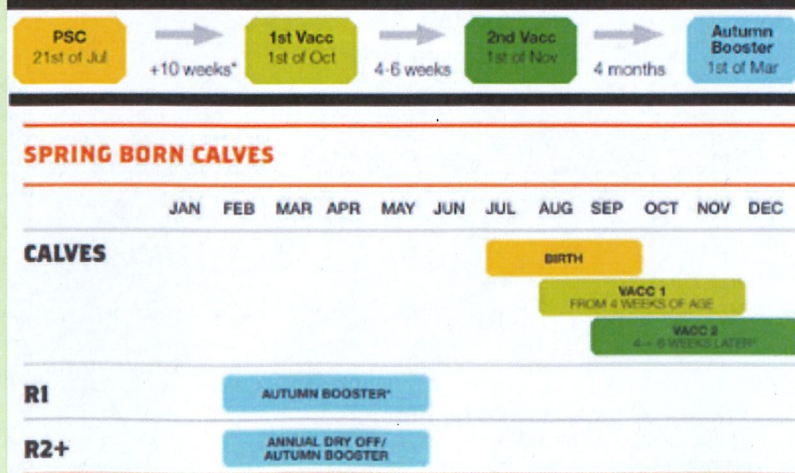 PSC
21st of Jul
+10 weeks*
1st Vacc
1st of Oct
4-6 weeks
2nd Vacc
1st of Nov
4 months
Autumn
Booster
1st of Mar
SPRING BORN CALVES
JAN FEB MAR APR MAY JUN JUL AUG SEP OCT NOV DEC
CALVES
BIRTH
VACC 1
FROM 4 WEEKS OF AGE
VACC 2
4 - 6 WEEKS LATER*
R1
AUTUMN BOOSTER*
R2+
ANNUAL DRY OFF/
AUTUMN BOOSTER